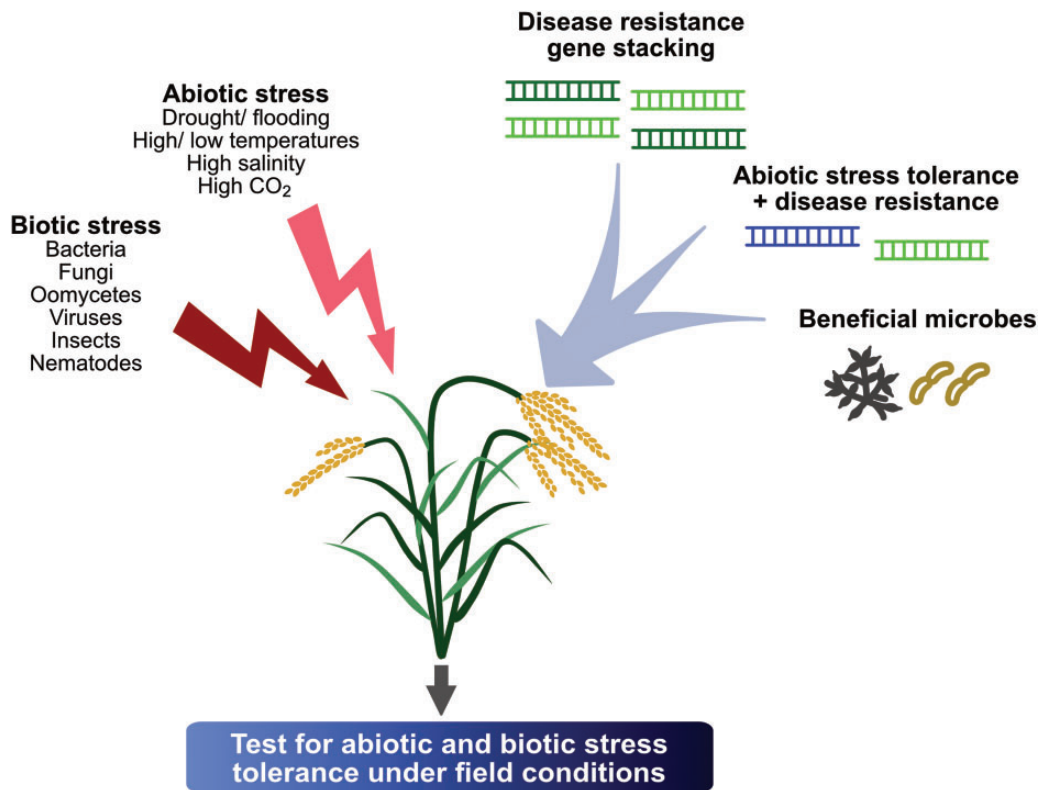 Disease resistance
gene stacking
Abiotic stress
Drought/ flooding
High/ low temperatures
High salinity
High CO₂
Abiotic stress tolerance
+ disease resistance
Biotic stress
Bacteria
Fungi
Oomycetes
Viruses
Insects
Nematodes
Beneficial microbes
Test for abiotic and biotic stress
tolerance under field conditions